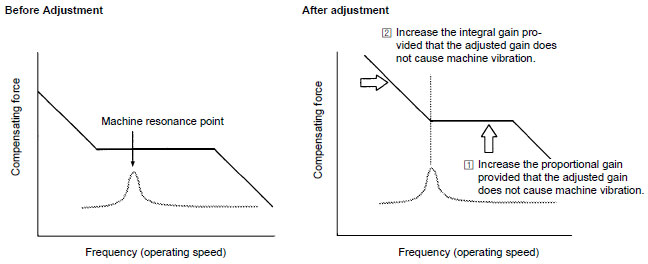 Before Adjustment
Compensating force
Machine resonance point
Frequency (operating speed)
After adjustment
Compensating force
2 Increase the integral gain pro-
vided that the adjusted gain does
not cause machine vibration.
1 Increase the proportional gain
provided that the adjusted gain
does not cause machine vibration.
Frequency (operating speed)